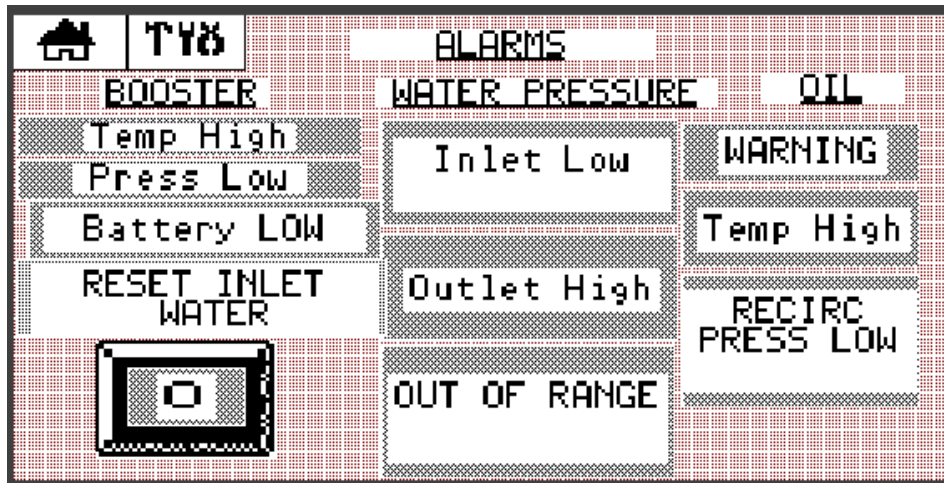 ALARMS
BOOSTER
Temp High
Press Low
Battery LOW
RESET INLET
WATER
O
WATER PRESSURE
Inlet Low
Outlet High
OUT OF RANGE
OIL
WARNING
Temp High
RECIRC
PRESS LOW